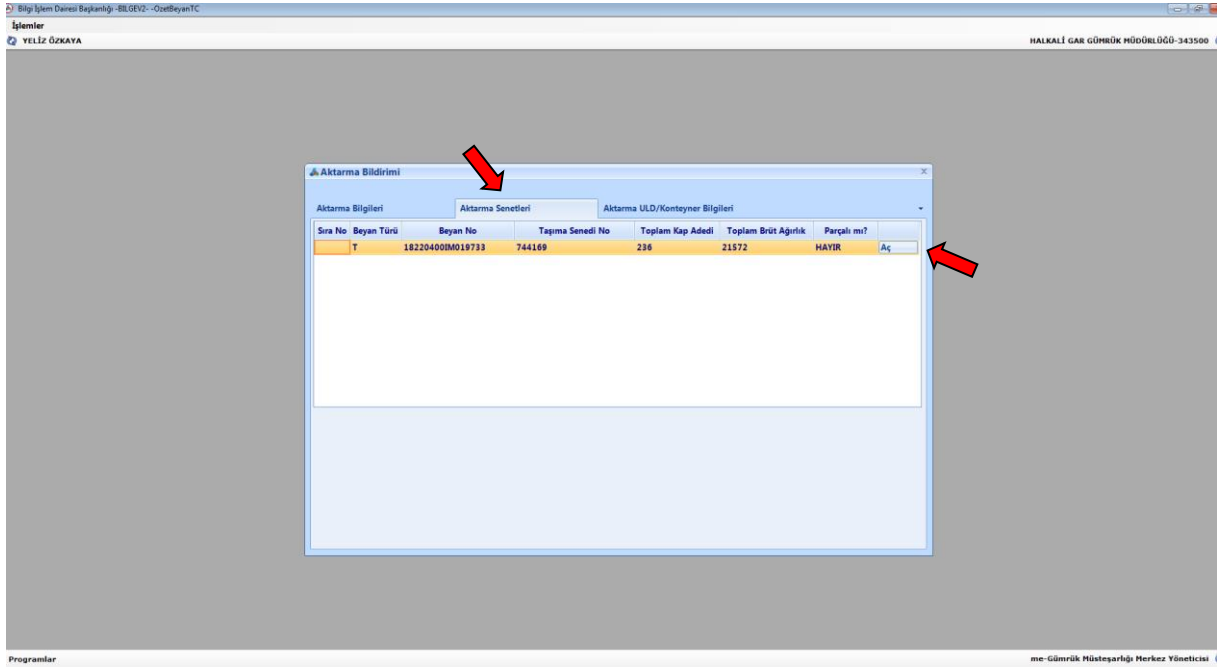 Bilgi İşlem Dairesi Başkanlığı -BILGEV2- -OzetBeyanTC
İşlemler
YELİZ ÖZKAYA HALKALİ GAR GÜMRÜK MÜDÜRLÜĞÜ-343500
Aktarma Bildirimi
Aktarma Bilgileri Aktarma Senetleri Aktarma ULD/Konteyner Bilgileri
Sıra No Beyan Türü Beyan No Taşıma Senedi No Toplam Kap Adedi Toplam Brüt Ağırlık Parçalı mı?
T 18220400IM019733 744169 236 21572 HAYIR Aç
Programlar me-Gümrük Müsteşarlığı Merkez Yöneticisi